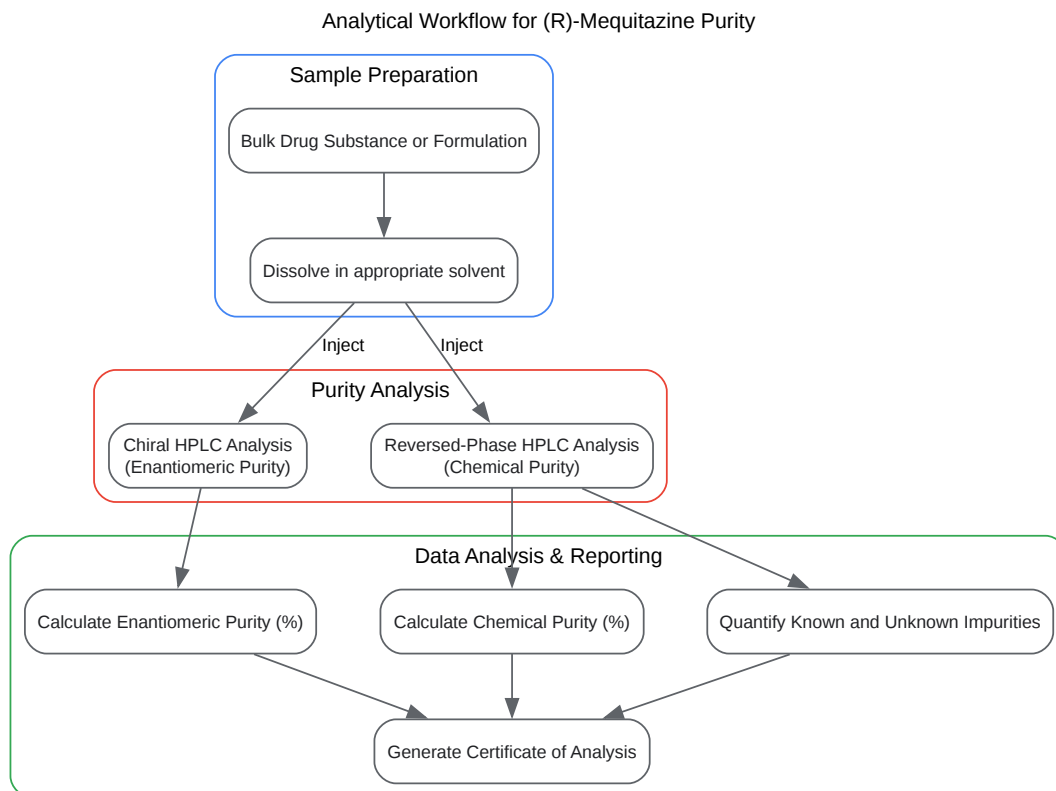 Analytical Workflow for (R)-Mequitazine Purity
Sample Preparation
Bulk Drug Substance or Formulation
Dissolve in appropriate solvent
Inject
Inject
Purity Analysis
Chiral HPLC Analysis
(Enantiomeric Purity)
Reversed-Phase HPLC Analysis
(Chemical Purity)
Data Analysis & Reporting
Calculate Enantiomeric Purity (%)
Calculate Chemical Purity (%)
Quantify Known and Unknown Impurities
Generate Certificate of Analysis